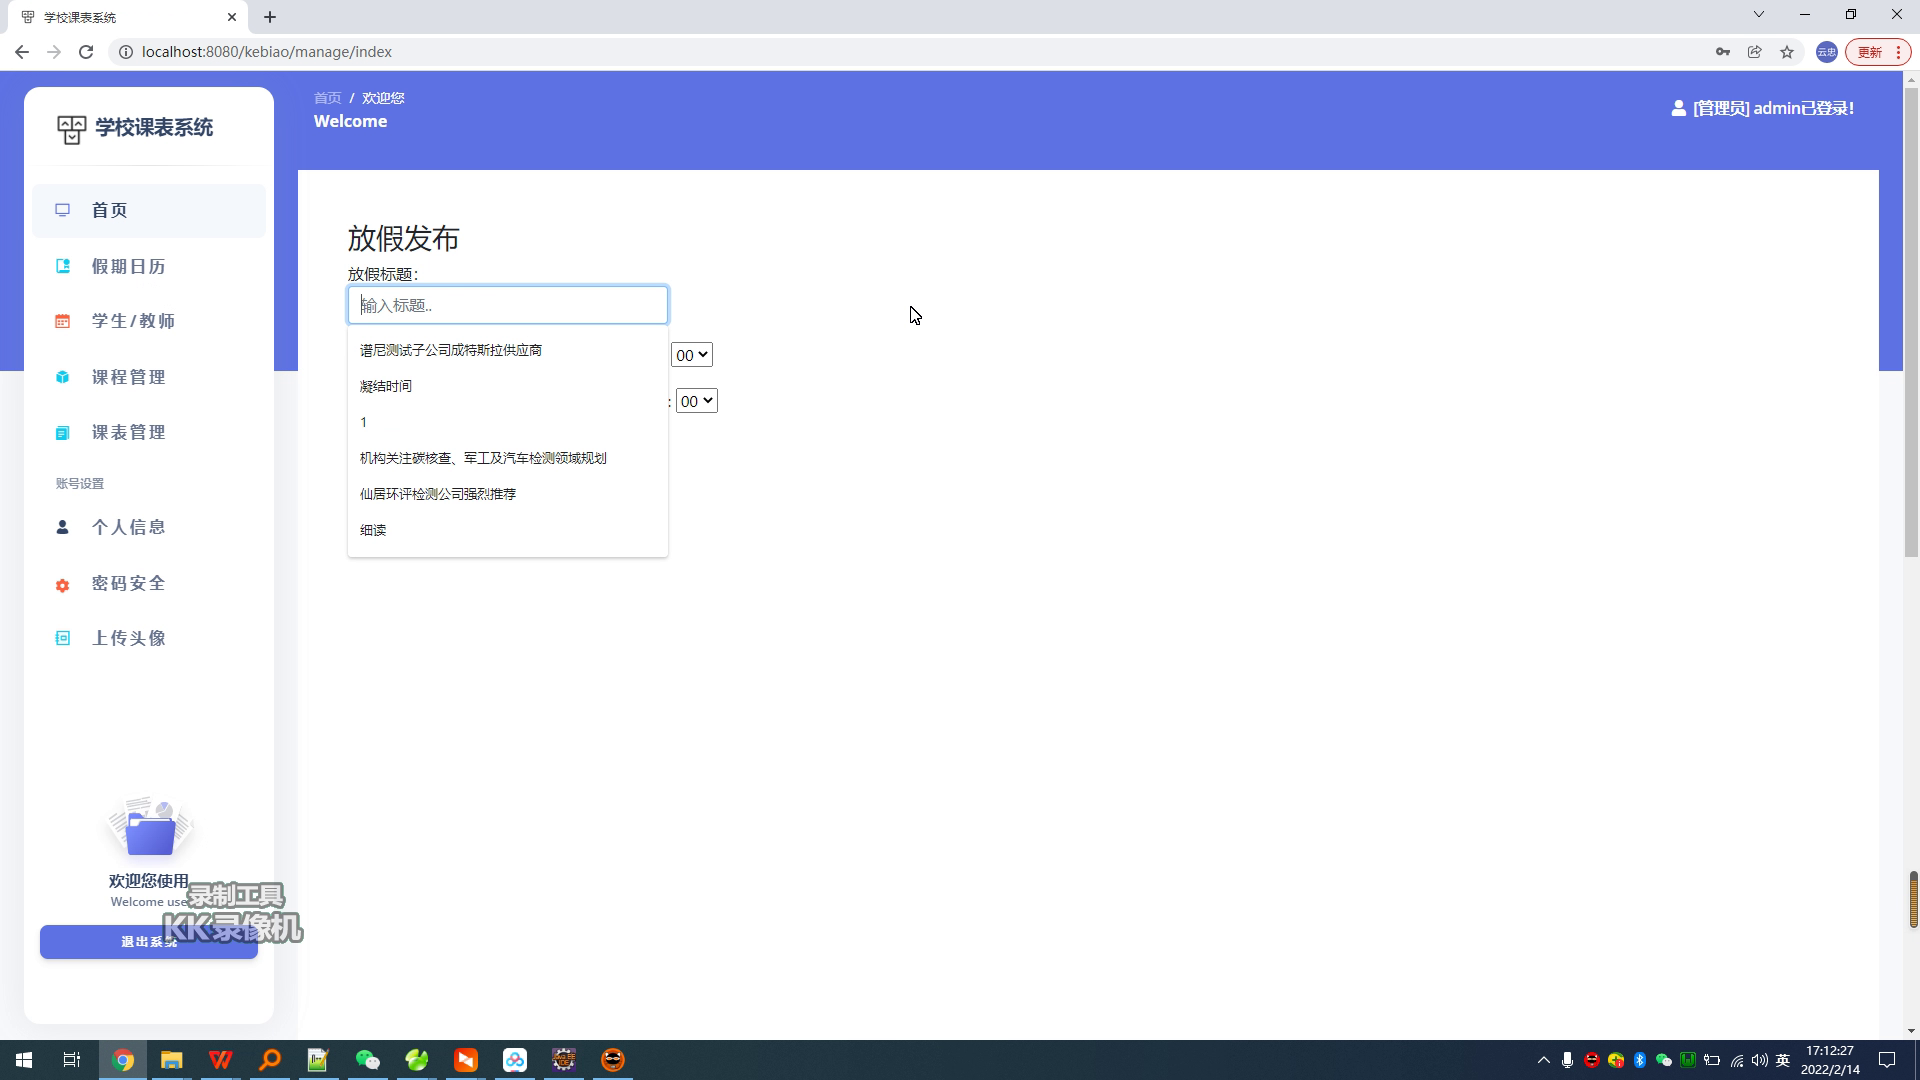 学校课表系统
localhost:8080/kebiao/manage/index
云忠
更新
学校课表系统
首页 / 欢迎您
Welcome
[管理员] admin已登录!
首页
假期日历
学生/教师
课程管理
课表管理
账号设置
个人信息
密码安全
上传头像
欢迎您使用
Welcome use
退出系统
录制工具
KK录像机
放假发布
放假标题:
输入标题..
谱尼测试子公司成特斯拉供应商
凝结时间
1
机构关注碳核查、军工及汽车检测领域规划
仙居环评检测公司强烈推荐
细读
00
: 00
英
17:12:27
2022/2/14